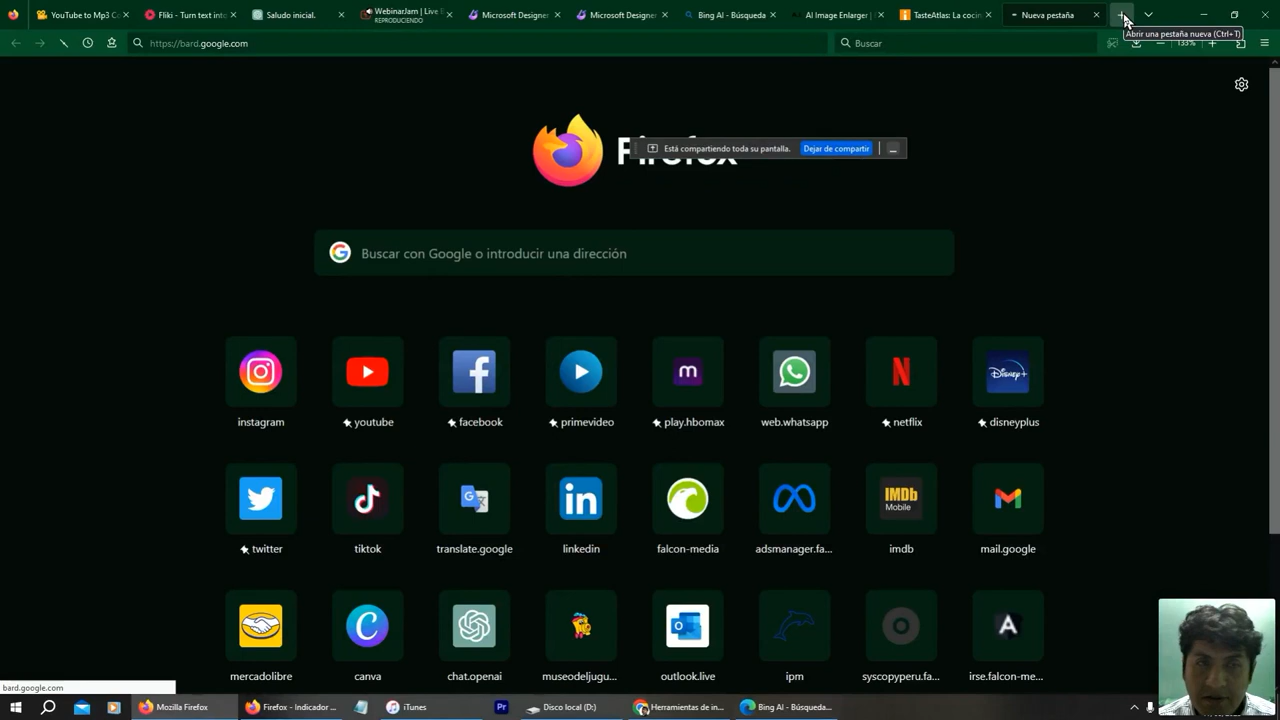 YouTube to Mp3 Co
Fliki - Turn text into
Saludo inicial.
WebinarJam | Live E
REPRODUCIENDO
Microsoft Designer
Microsoft Designer
Bing AI - Búsqueda
AI Image Enlarger |
TasteAtlas: La cocin
Nueva pestaña
Abrir una pestaña nueva (Ctrl+T)
https://bard.google.com
Buscar
133%
Firefox
Está compartiendo toda su pantalla.
Dejar de compartir
Buscar con Google o introducir una dirección
instagram
youtube
facebook
primevideo
m
play.hbomax
web.whatsapp
N
netflix
Disney+
disneyplus
twitter
tiktok
translate.google
in
linkedin
falcon-media
adsmanager.fa...
IMDb
Mobile
imdb
mail.google
mercadolibre
C
canva
chat.openai
museodeljugu...
outlook.live
ipm
syscopyperu.fa...
A
irse.falcon-me...
bard.google.com
Mozilla Firefox
Firefox - Indicador ...
iTunes
Pr
Disco local (D:)
Herramientas de in...
Bing AI - Búsqueda...